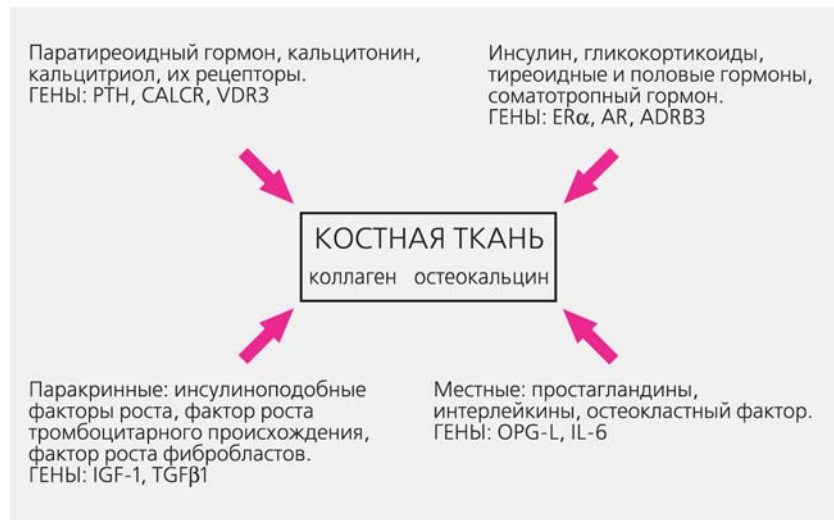 Паратиреоидный гормон, кальцитонин,
кальцитриол, их рецепторы.
ГЕНЫ: PTH, CALCR, VDR3
Инсулин, гликокортикоиды,
тиреоидные и половые гормоны,
соматотропный гормон.
ГЕНЫ: ERα, AR, ADRB3
КОСТНАЯ ТКАНЬ
коллаген остеокальцин
Паракринные: инсулиноподобные
факторы роста, фактор роста
тромбоцитарного происхождения,
фактор роста фибробластов.
ГЕНЫ: IGF-1, TGFβ1
Местные: простагландины,
интерлейкины, остеокластный фактор.
ГЕНЫ: OPG-L, IL-6